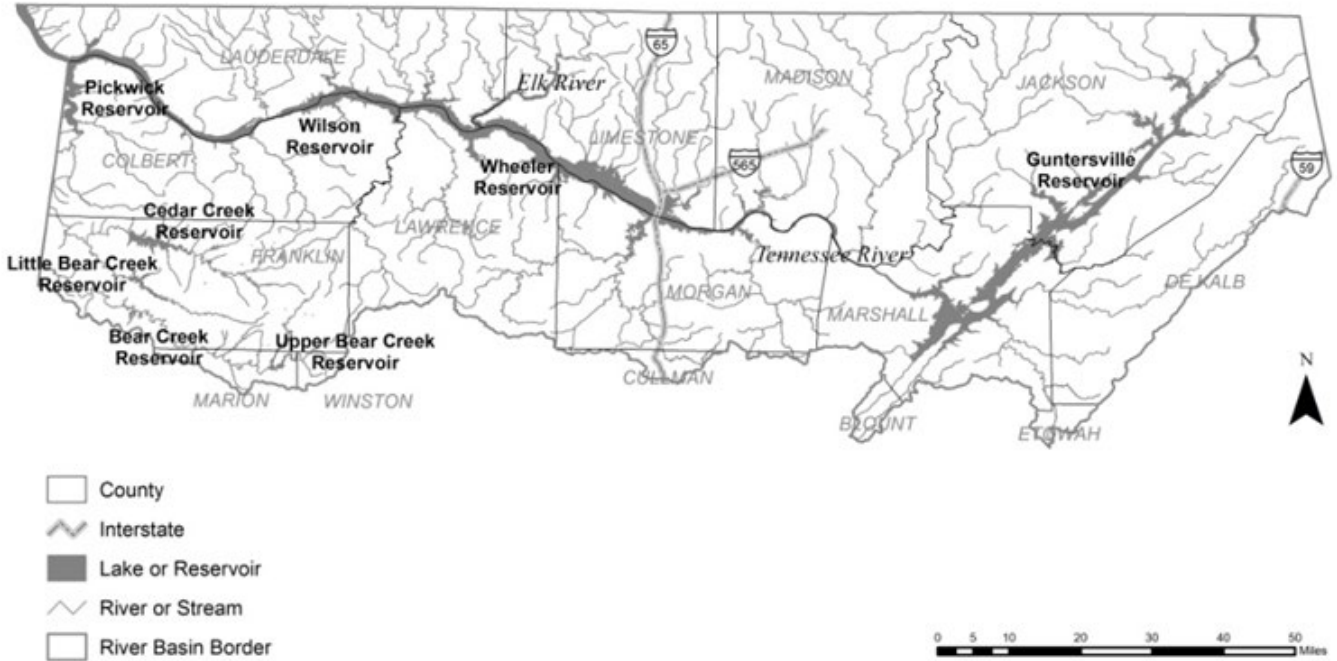 65
LAUDERDALE
Elk River
MADISON
JACKSON
Pickwick
Reservoir
Wilson
Reservoir
LIMESTONE
COLBERT
Wheeler
Reservoir
565
Guntersville
Reservoir
59
Cedar Creek
Reservoir
LAWRENCE
FRANKLIN
Tennessee River
Little Bear Creek
Reservoir
DE KALB
MORGAN
MARSHALL
Bear Creek
Reservoir
Upper Bear Creek
Reservoir
CULLMAN
N
MARION
WINSTON
BLOUNT
ETOWAH
County
Interstate
Lake or Reservoir
River or Stream
River Basin Border
0 5 10 20 30 40 50
Miles